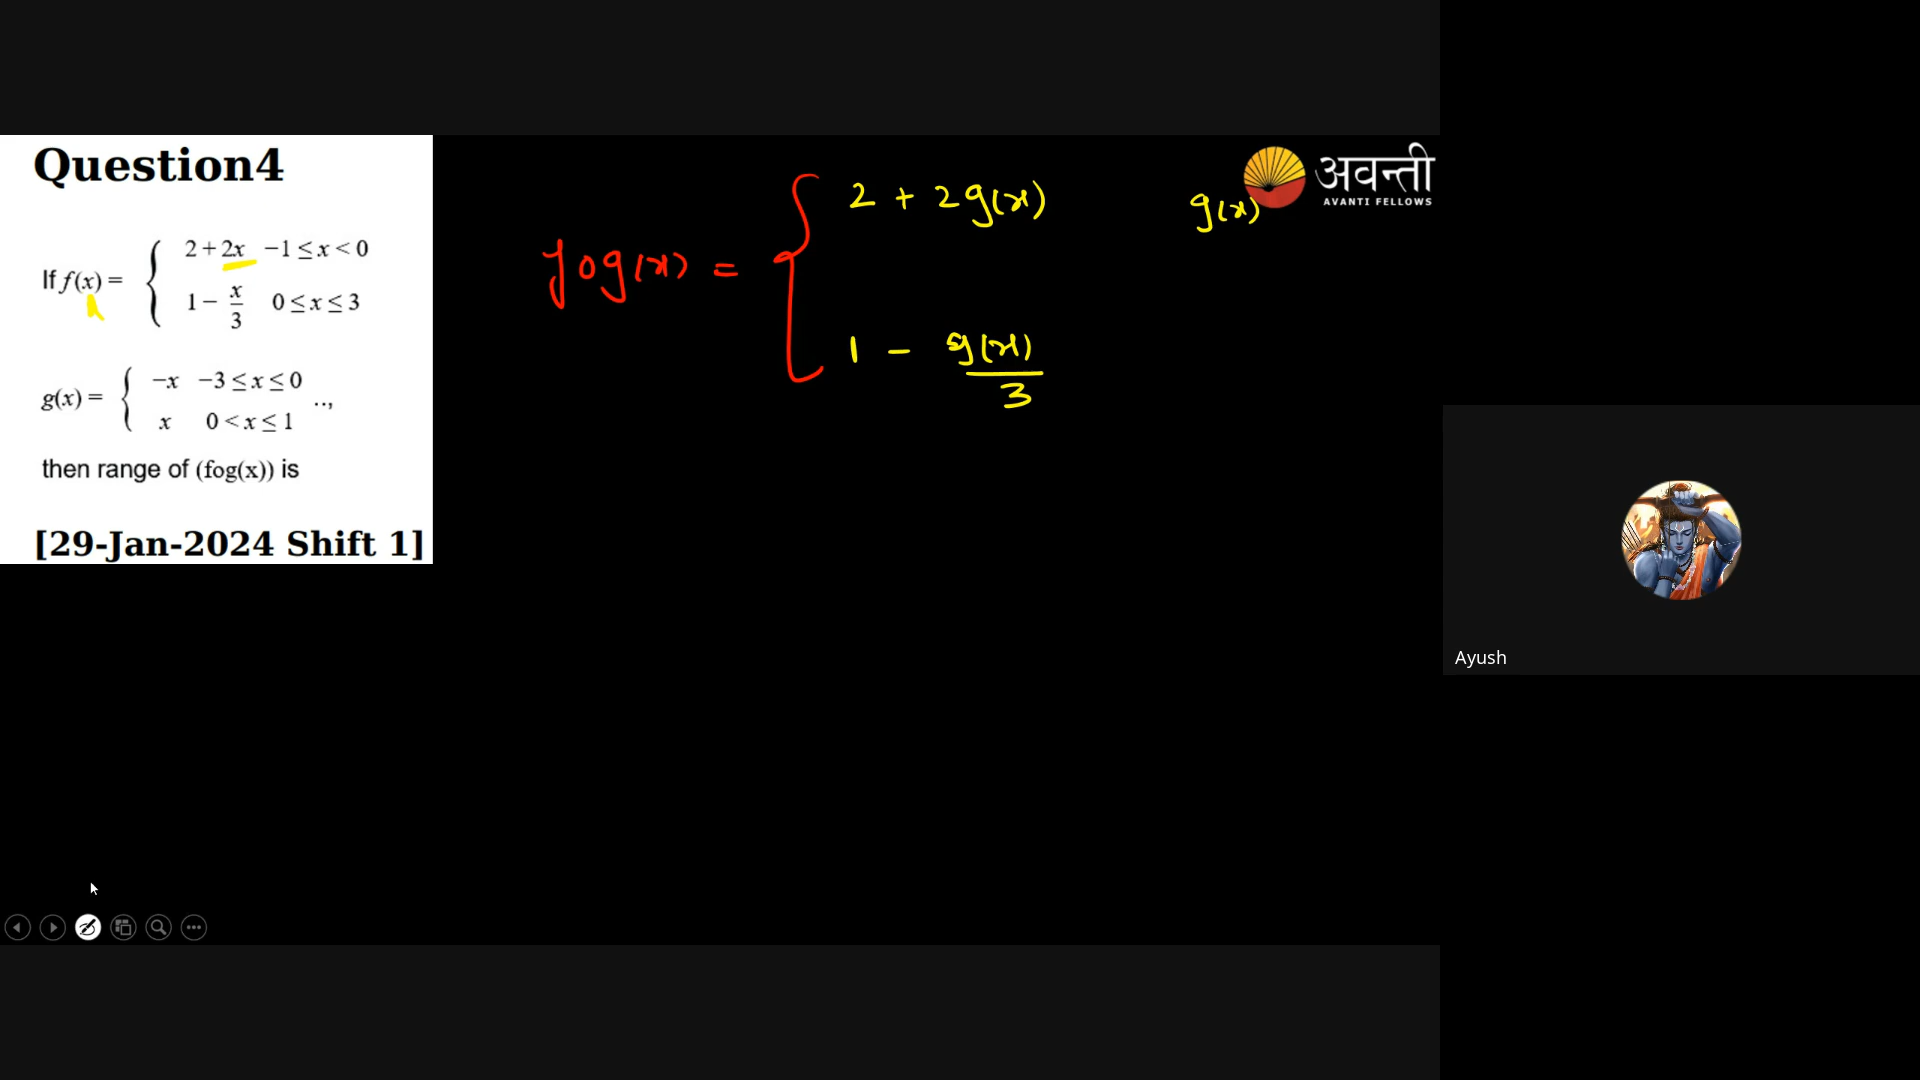 Question4
If f(x) = { 2 + 2x   −1 ≤ x < 0
1 − x/3   0 ≤ x ≤ 3
g(x) = { −x   −3 ≤ x ≤ 0
x   0 < x ≤ 1 ..,
then range of (fog(x)) is
[29-Jan-2024 Shift 1]
fog(x) = { 2 + 2g(x)   g(x)
1 − g(x)/3
अवन्ती
AVANTI FELLOWS
Ayush